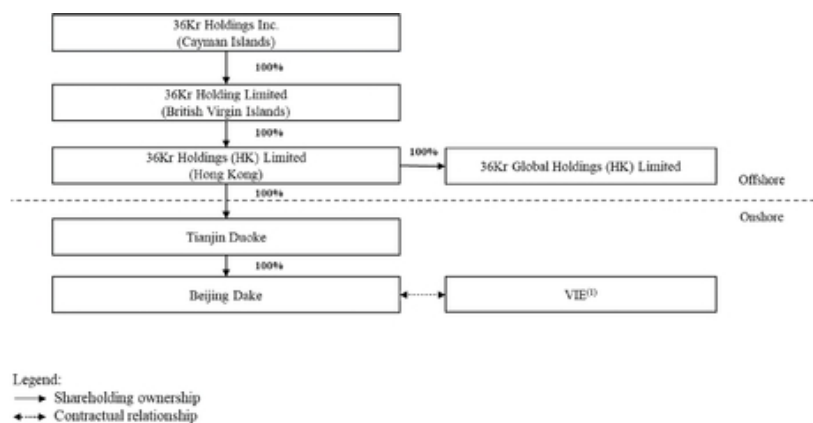 36Kr Holdings Inc.
(Cayman Islands)
100%
36Kr Holding Limited
(British Virgin Islands)
100%
36Kr Holdings (HK) Limited
(Hong Kong)
100%
36Kr Global Holdings (HK) Limited
Offshore
100%
Onshore
Tianjin Duoke
100%
Beijing Dake
VIE(1)
Legend:
Shareholding ownership
Contractual relationship